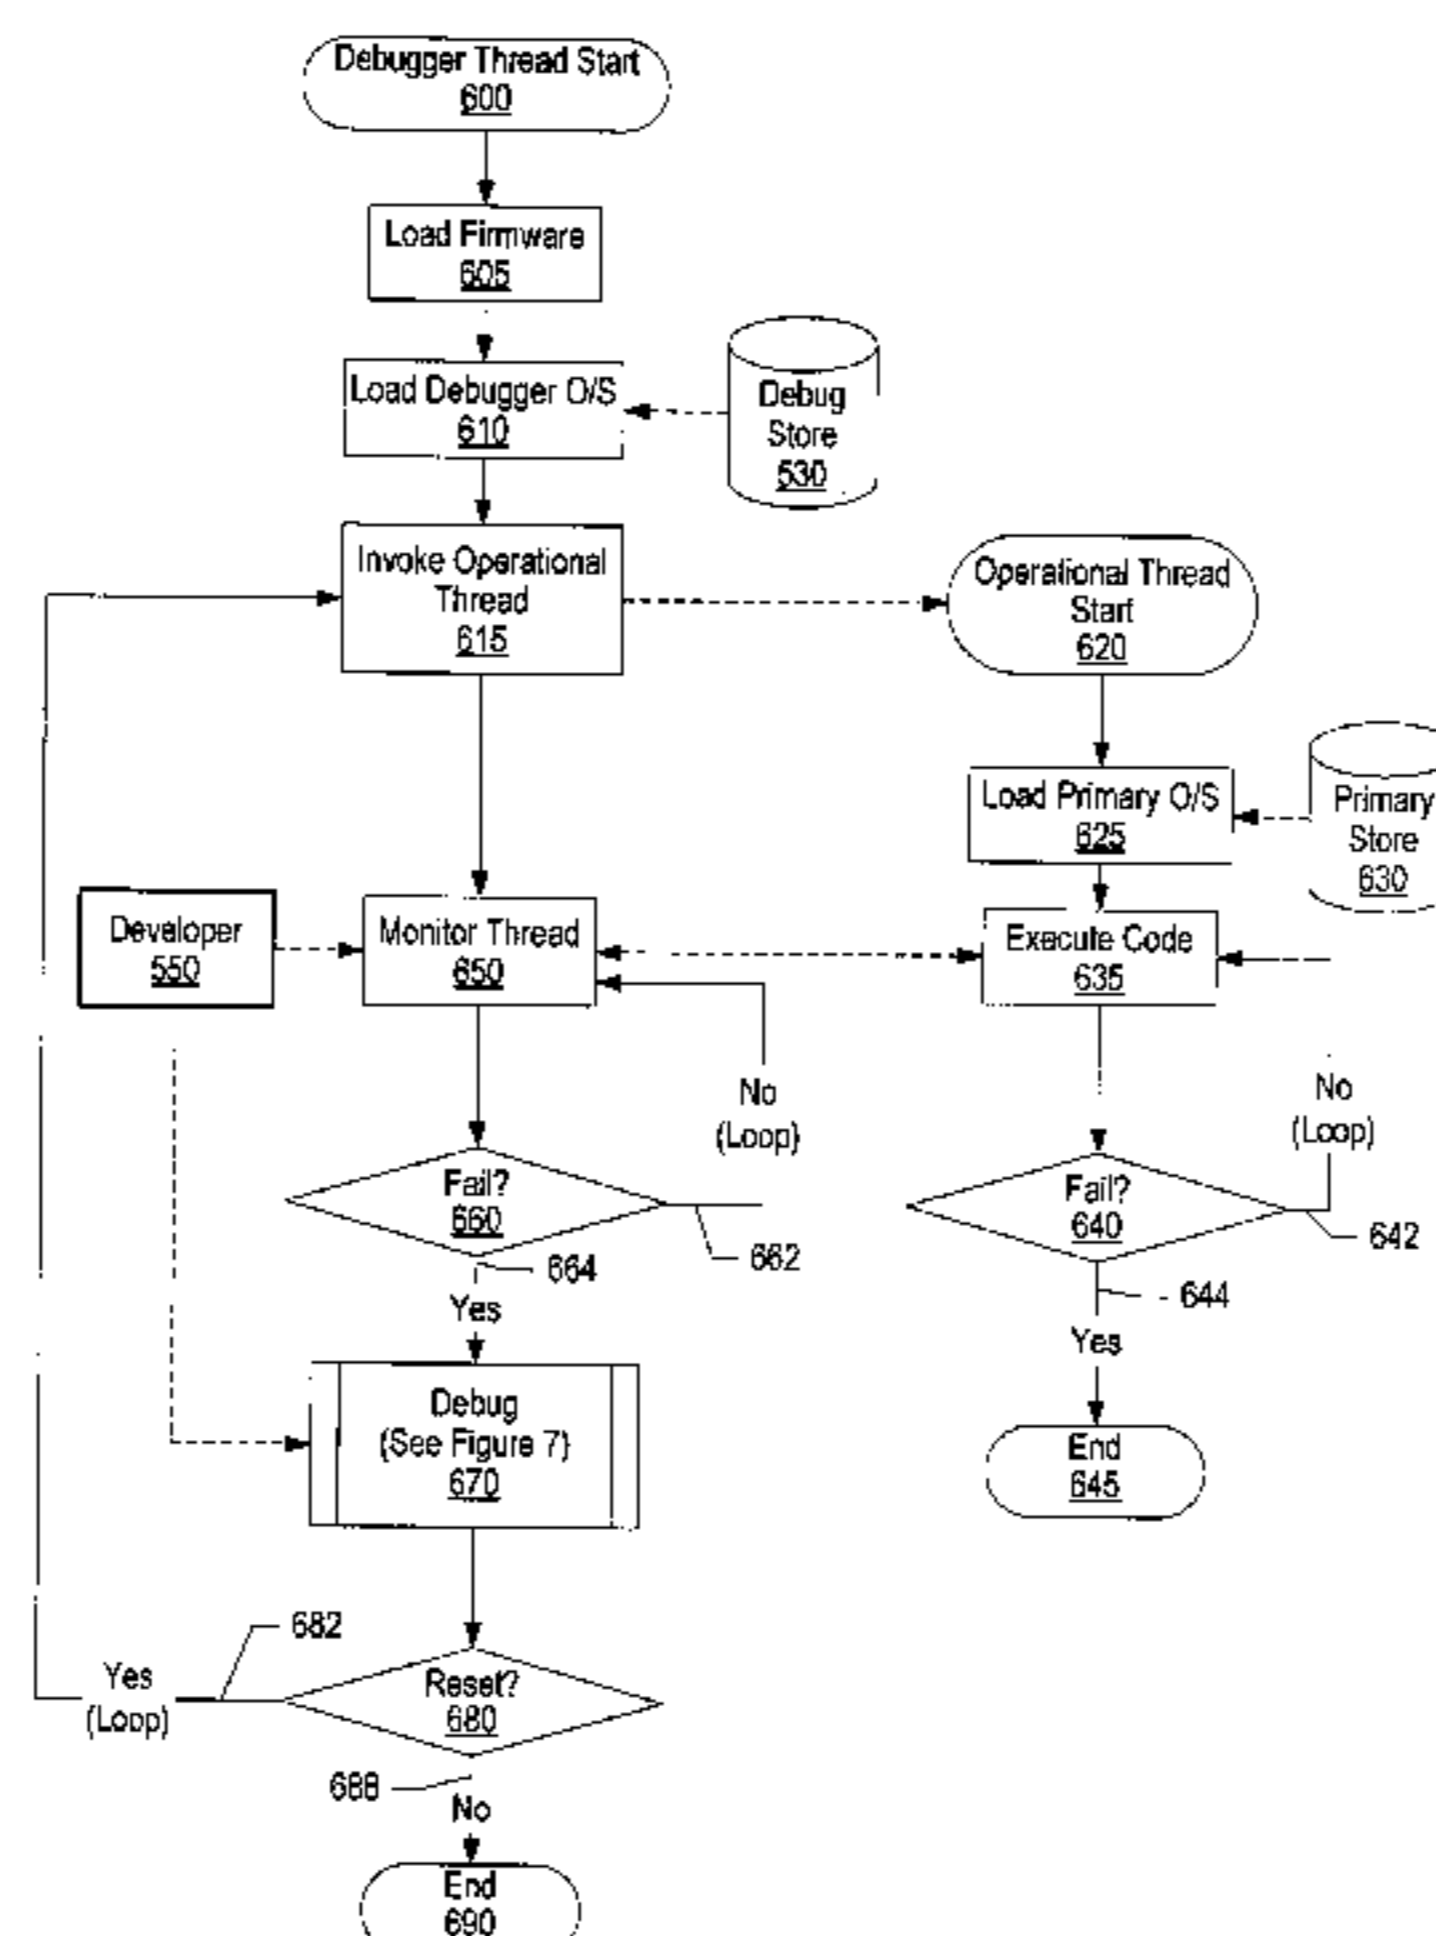 Debugger Thread Start
600
Load Firmware
605
Load Debugger O/S
610
Debug
Store
530
Invoke Operational
Thread
615
Operational Thread
Start
620
Load Primary O/S
625
Primary
Store
630
Developer
550
Monitor Thread
650
Execute Code
635
No
(Loop)
No
(Loop)
Fail?
660
662
664
Yes
Fail?
640
642
644
Yes
Debug
(See Figure 7)
670
End
645
682
Yes
(Loop)
Reset?
680
688
No
End
690